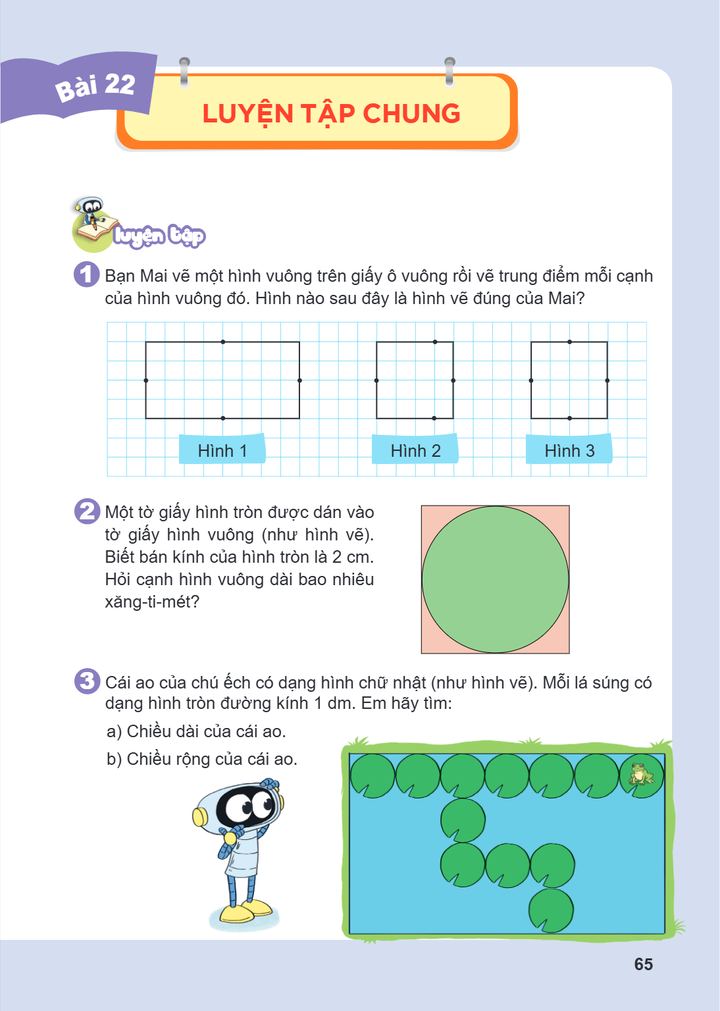 Bài 22
LUYỆN TẬP CHUNG
luyện tập
1 Bạn Mai vẽ một hình vuông trên giấy ô vuông rồi vẽ trung điểm mỗi cạnh
của hình vuông đó. Hình nào sau đây là hình vẽ đúng của Mai?
Hình 1 Hình 2 Hình 3
2 Một tờ giấy hình tròn được dán vào
tờ giấy hình vuông (như hình vẽ).
Biết bán kính của hình tròn là 2 cm.
Hỏi cạnh hình vuông dài bao nhiêu
xăng-ti-mét?
3 Cái ao của chú ếch có dạng hình chữ nhật (như hình vẽ). Mỗi lá súng có
dạng hình tròn đường kính 1 dm. Em hãy tìm:
a) Chiều dài của cái ao.
b) Chiều rộng của cái ao.
65